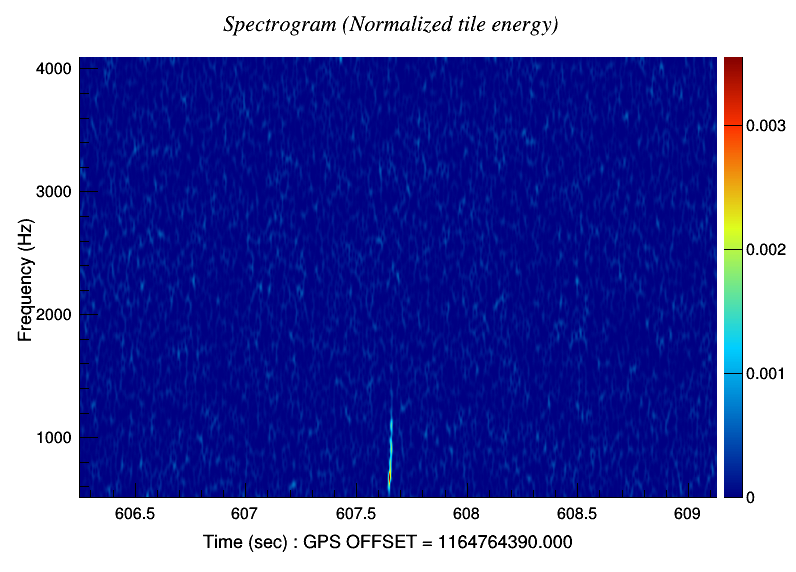 Spectrogram (Normalized tile energy)
4000
3000
2000
1000
Frequency (Hz)
606.5 607 607.5 608 608.5 609
Time (sec) : GPS OFFSET = 1164764390.000
0.003
0.002
0.001
0